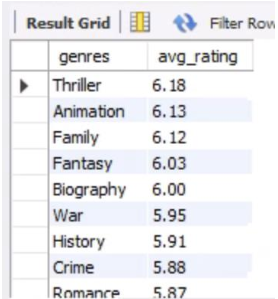 Result Grid Filter Row
genres avg_rating
Thriller 6.18
Animation 6.13
Family 6.12
Fantasy 6.03
Biography 6.00
War 5.95
History 5.91
Crime 5.88
Romance 5.87